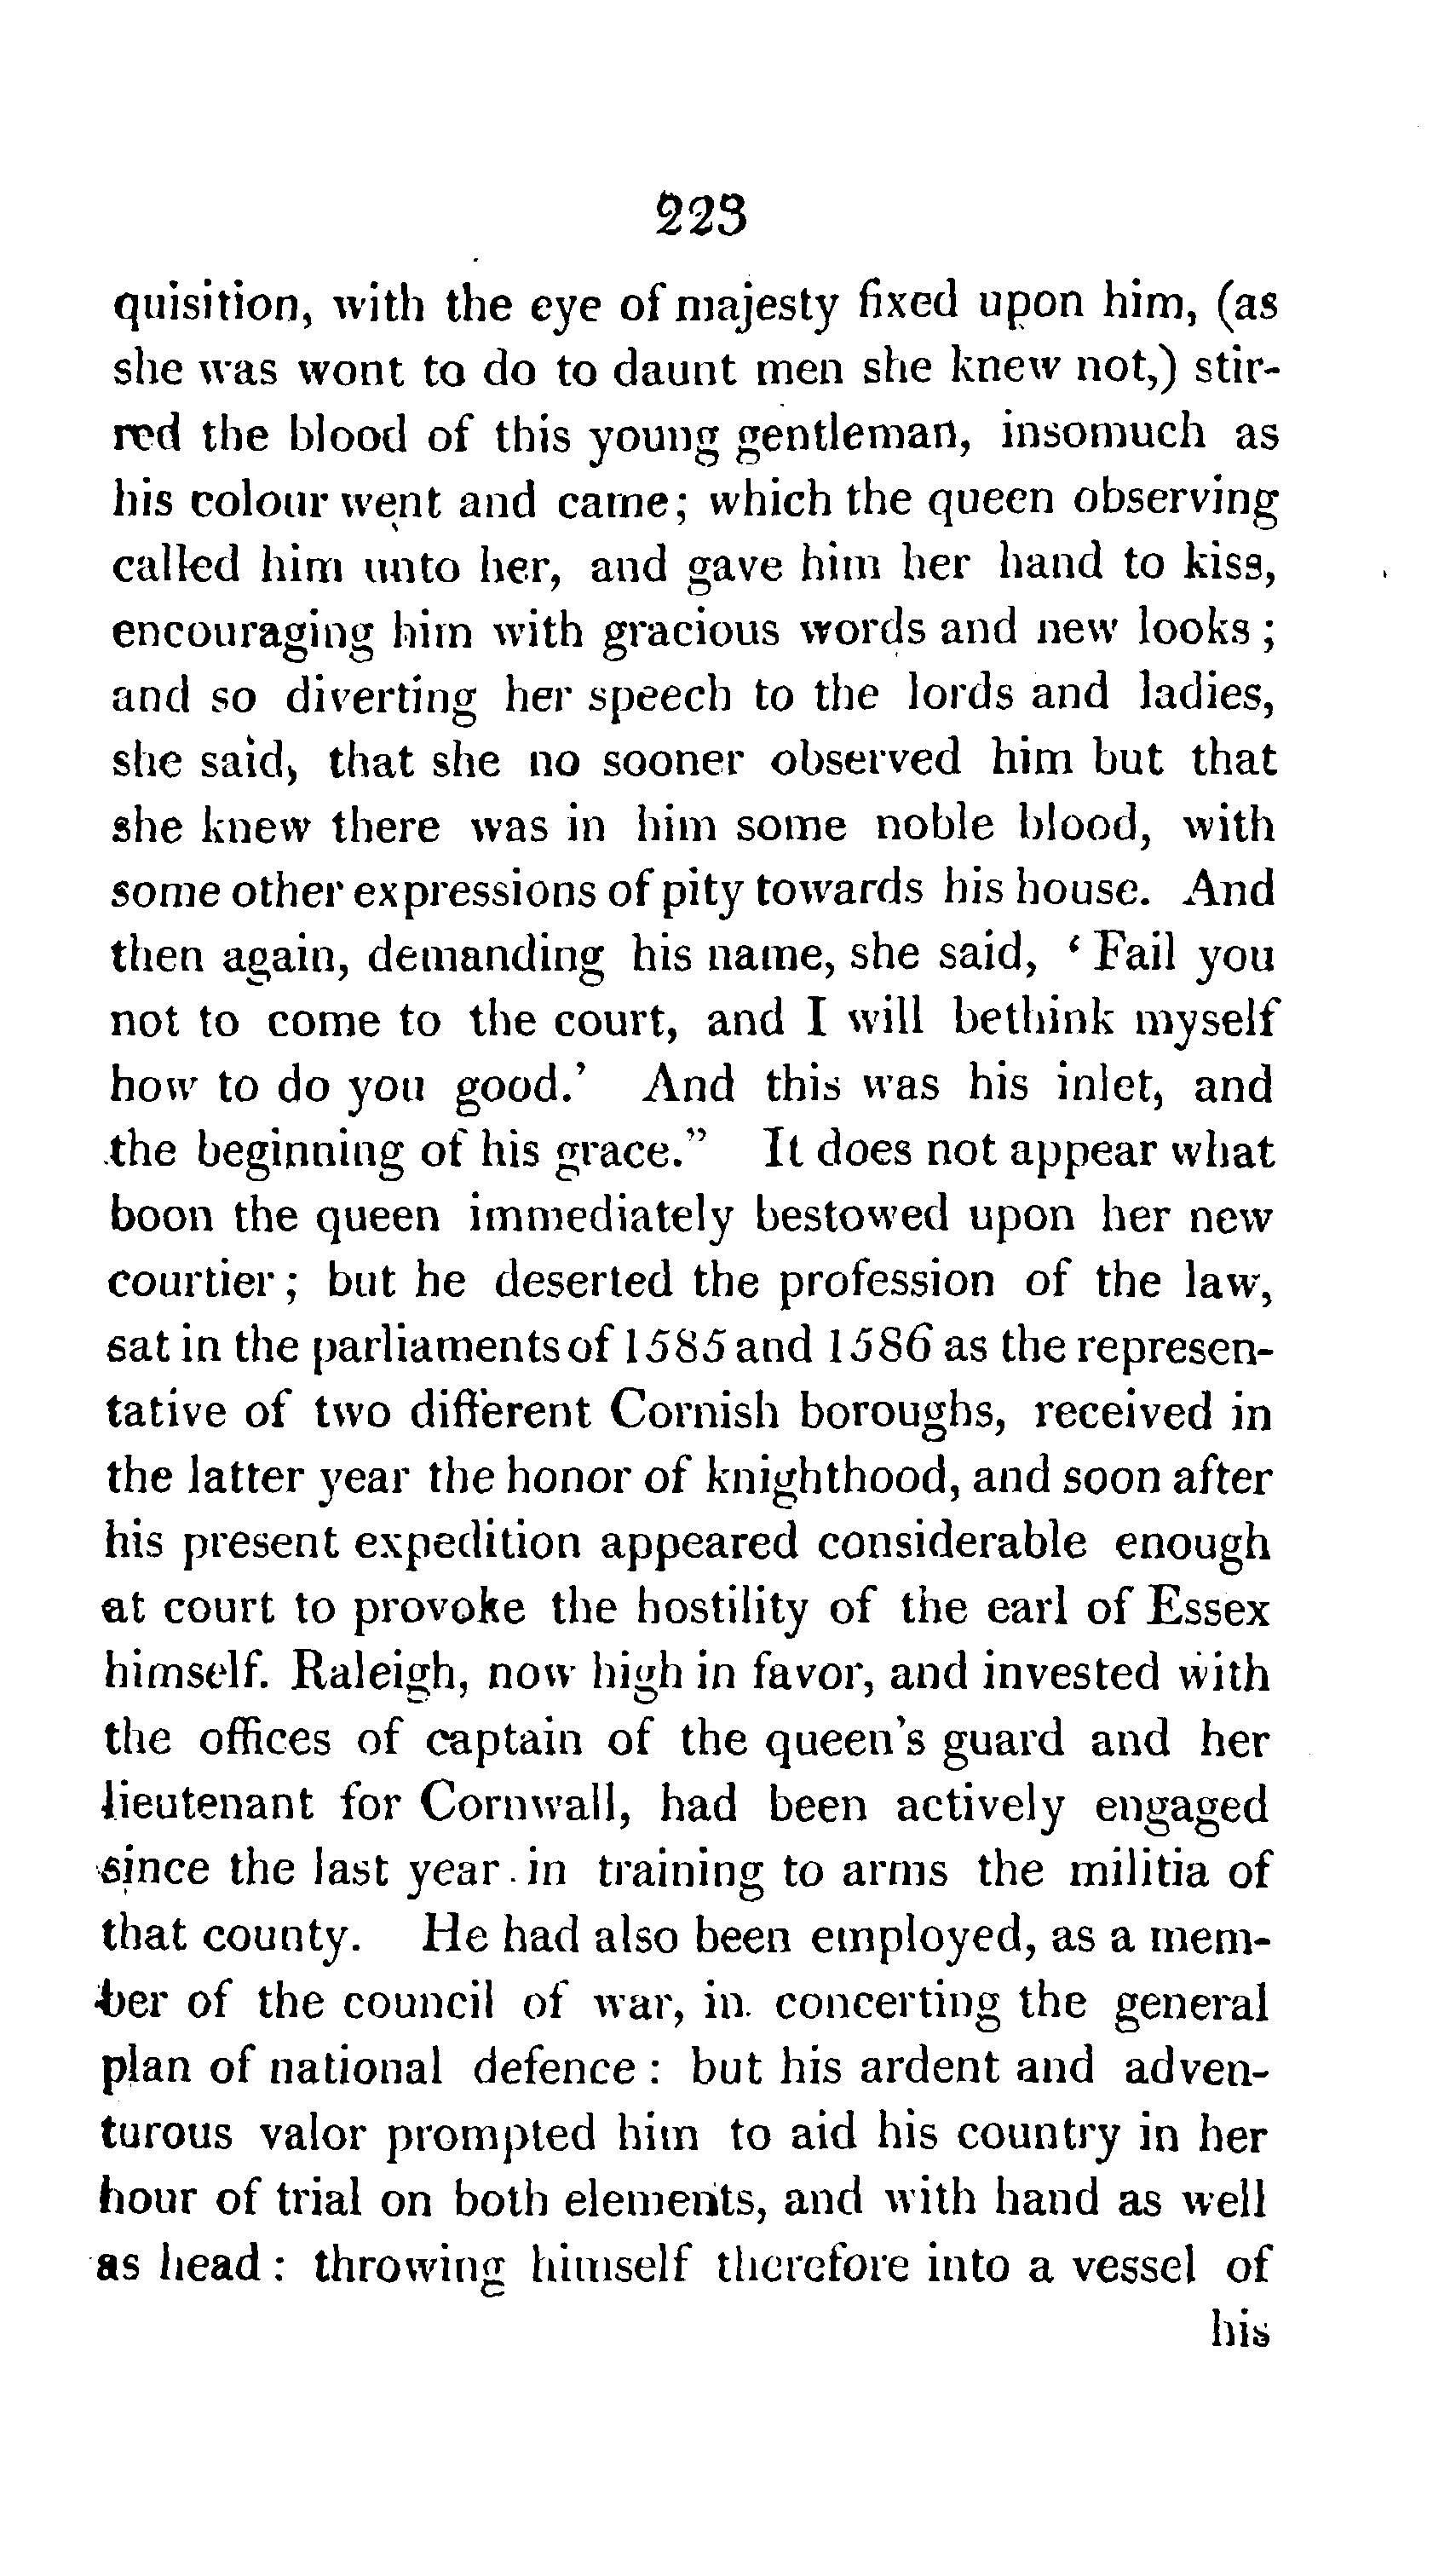 223
quisition, with the eye of majesty fixed upon him, (as
she was wont to do to daunt men she knew not,) stir-
red the blood of this young gentleman, insomuch as
his colour went and came; which the queen observing
called him unto her, and gave him her hand to kiss,
encouraging him with gracious words and new looks;
and so diverting her speech to the lords and ladies,
she said, that she no sooner observed him but that
she knew there was in him some noble blood, with
some other expressions of pity towards his house. And
then again, demanding his name, she said, ‘Fail you
not to come to the court, and I will bethink myself
how to do you good.’ And this was his inlet, and
the beginning of his grace.” It does not appear what
boon the queen immediately bestowed upon her new
courtier; but he deserted the profession of the law,
sat in the parliaments of 1585 and 1586 as the represen-
tative of two different Cornish boroughs, received in
the latter year the honor of knighthood, and soon after
his present expedition appeared considerable enough
at court to provoke the hostility of the earl of Essex
himself. Raleigh, now high in favor, and invested with
the offices of captain of the queen's guard and her
lieutenant for Cornwall, had been actively engaged
since the last year in training to arms the militia of
that county. He had also been employed, as a mem-
ber of the council of war, in concerting the general
plan of national defence: but his ardent and adven-
turous valor prompted him to aid his country in her
hour of trial on both elements, and with hand as well
as head: throwing himself therefore into a vessel of
his